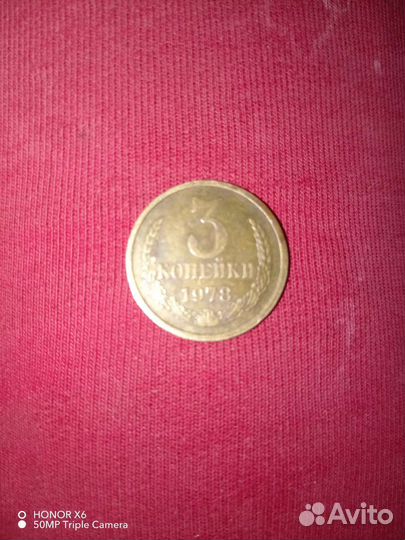 3
КОПЕЙКИ
1978
HONOR X6
50MP Triple Camera
Avito